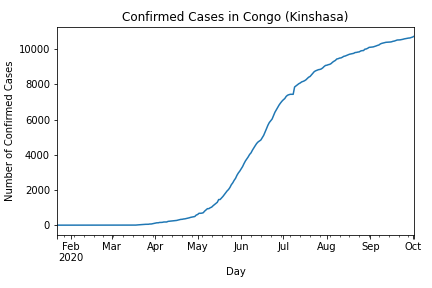 Confirmed Cases in Congo (Kinshasa)
Number of Confirmed Cases
10000
8000
6000
4000
2000
0
Feb Mar Apr May Jun Jul Aug Sep Oct
2020
Day